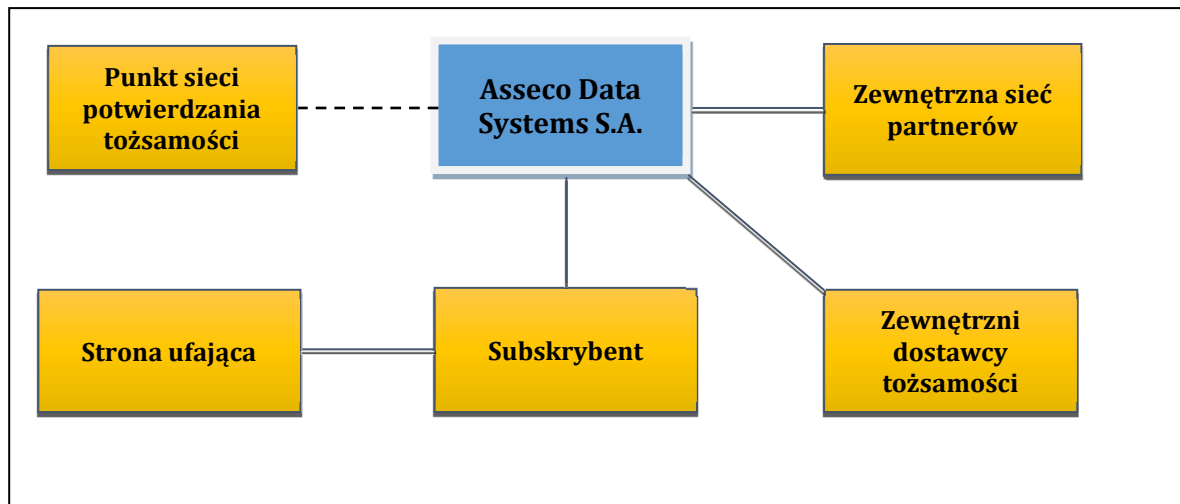 Punkt sieci
potwierdzania
tożsamości
Asseco Data
Systems S.A.
Zewnętrzna sieć
partnerów
Strona ufająca
Subskrybent
Zewnętrzni
dostawcy
tożsamości